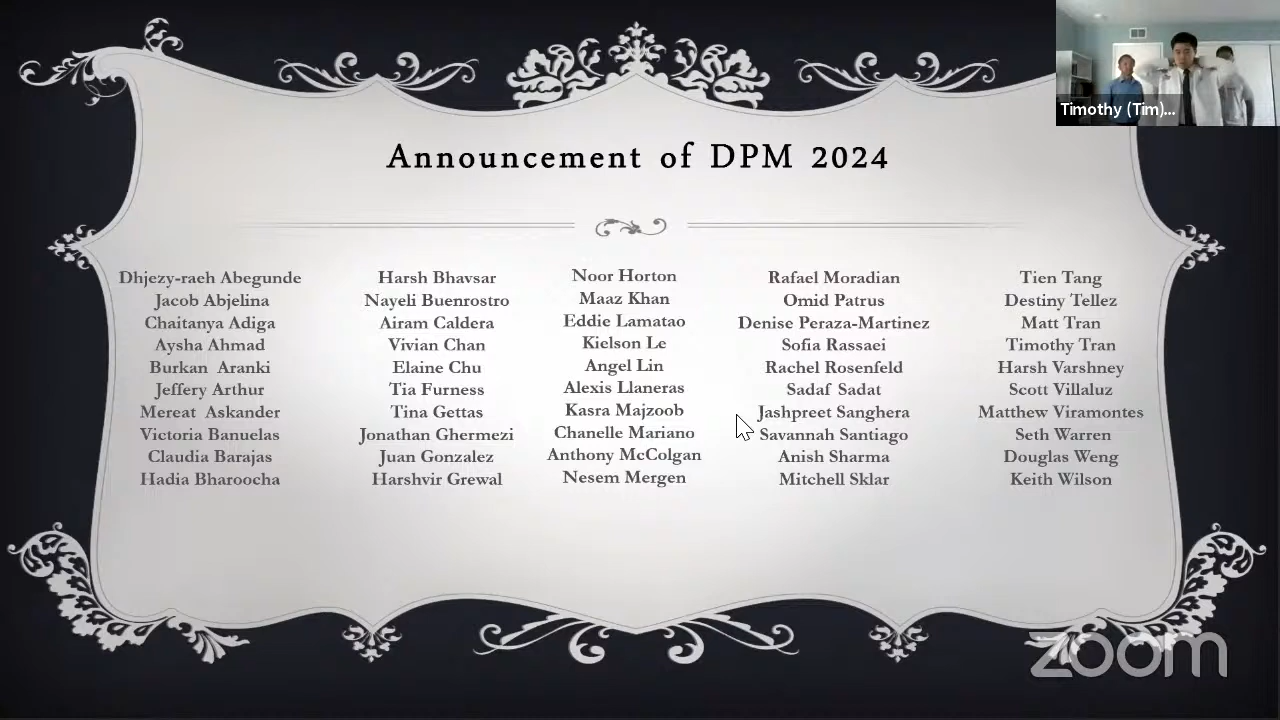 Timothy (Tim)...
Announcement of DPM 2024
Dhjezy-raeh Abegunde
Jacob Abjelina
Chaitanya Adiga
Aysha Ahmad
Burkan Aranki
Jeffery Arthur
Mereat Askander
Victoria Banuelas
Claudia Barajas
Hadia Bharoocha
Harsh Bhavsar
Nayeli Buenrostro
Airam Caldera
Vivian Chan
Elaine Chu
Tia Furness
Tina Gettas
Jonathan Ghermezi
Juan Gonzalez
Harshvir Grewal
Noor Horton
Maaz Khan
Eddie Lamatao
Kielson Le
Angel Lin
Alexis Llaneras
Kasra Majzoob
Chanelle Mariano
Anthony McColgan
Nesem Mergen
Rafael Moradian
Omid Patrus
Denise Peraza-Martinez
Sofia Rassaei
Rachel Rosenfeld
Sadaf Sadat
Jashpreet Sanghera
Savannah Santiago
Anish Sharma
Mitchell Sklar
Tien Tang
Destiny Tellez
Matt Tran
Timothy Tran
Harsh Varshney
Scott Villaluz
Matthew Viramontes
Seth Warren
Douglas Weng
Keith Wilson
zoom